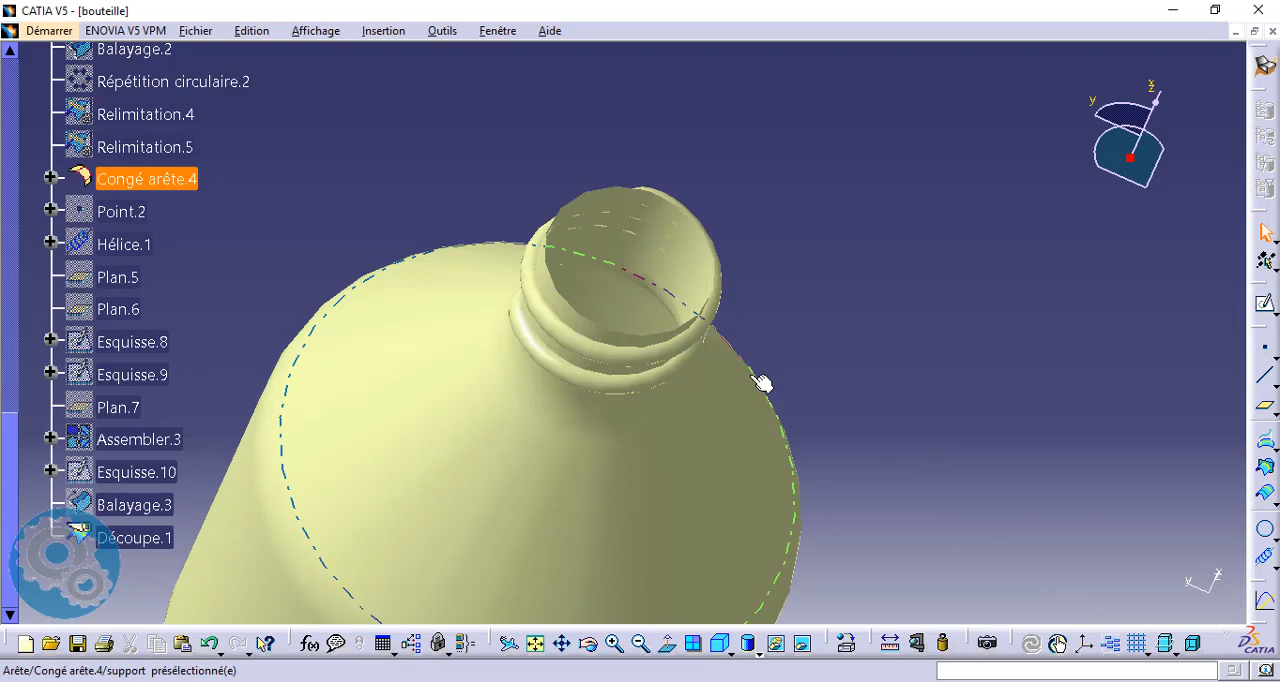 CATIA V5 - [bouteille]
Démarrer ENOVIA V5 VPM Fichier Edition Affichage Insertion Outils Fenêtre Aide
Balayage.2
Répétition circulaire.2
Relimitation.4
Relimitation.5
Congé arête.4
Point.2
Hélice.1
Plan.5
Plan.6
Esquisse.8
Esquisse.9
Plan.7
Assembler.3
Esquisse.10
Balayage.3
Découpe.1
x
y
z
y z x
f(x)
CATIA
Arête/Congé arête.4/support présélectionné(e)